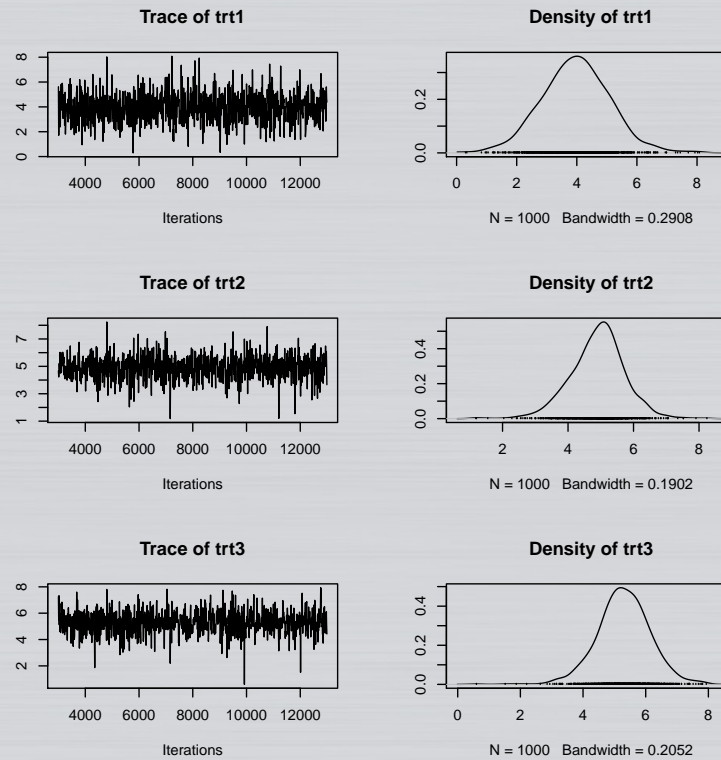 Trace of trt1
8
6
4
2
0
4000 6000 8000 10000 12000
Iterations
Density of trt1
0.2
0.0
0 2 4 6 8
N = 1000 Bandwidth = 0.2908
Trace of trt2
7
5
3
1
4000 6000 8000 10000 12000
Iterations
Density of trt2
0.4
0.2
0.0
2 4 6 8
N = 1000 Bandwidth = 0.1902
Trace of trt3
8
6
4
2
4000 6000 8000 10000 12000
Iterations
Density of trt3
0.4
0.2
0.0
0 2 4 6 8
N = 1000 Bandwidth = 0.2052